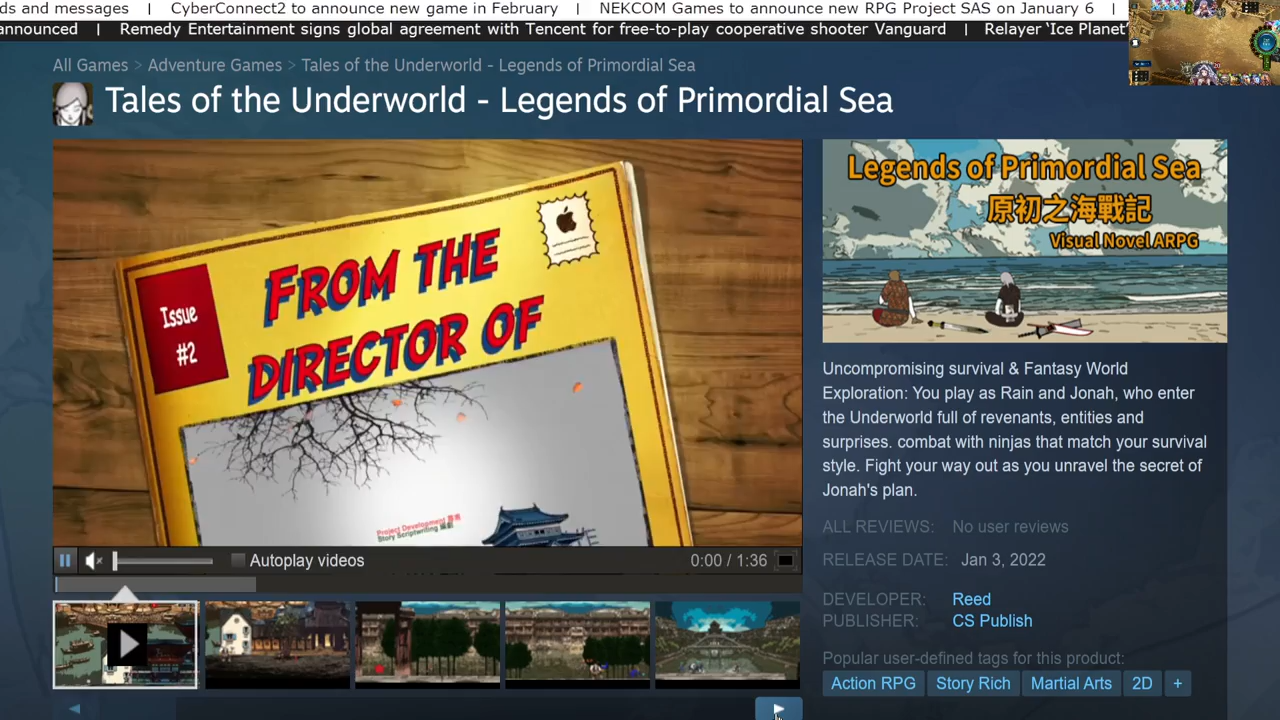 ds and messages | CyberConnect2 to announce new game in February | NEKCOM Games to announce new RPG Project SAS on January 6 |
announced | Remedy Entertainment signs global agreement with Tencent for free-to-play cooperative shooter Vanguard | Relayer 'Ice Planet'
All Games > Adventure Games > Tales of the Underworld - Legends of Primordial Sea
Tales of the Underworld - Legends of Primordial Sea
Issue
#2
FROM THE
DIRECTOR OF
Project Development 專案
Story Scriptwriting 編劇
0:00 / 1:36
Autoplay videos
Legends of Primordial Sea
原初之海戰記
Visual Novel ARPG
Uncompromising survival & Fantasy World
Exploration: You play as Rain and Jonah, who enter
the Underworld full of revenants, entities and
surprises. combat with ninjas that match your survival
style. Fight your way out as you unravel the secret of
Jonah's plan.
ALL REVIEWS: No user reviews
RELEASE DATE: Jan 3, 2022
DEVELOPER: Reed
PUBLISHER: CS Publish
Popular user-defined tags for this product:
Action RPG Story Rich Martial Arts 2D +